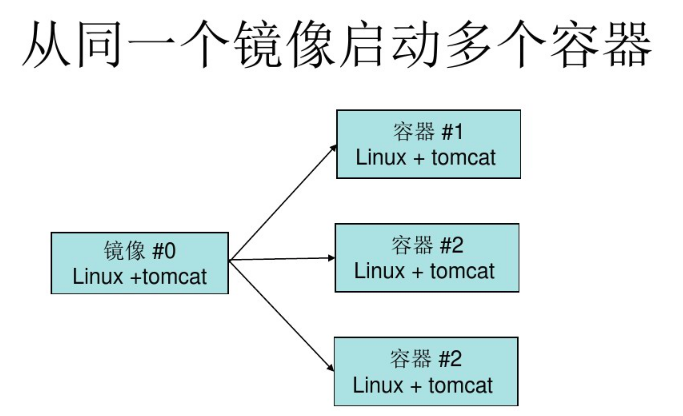 从同一个镜像启动多个容器
容器 #1
Linux + tomcat
镜像 #0
Linux +tomcat
容器 #2
Linux + tomcat
容器 #2
Linux + tomcat